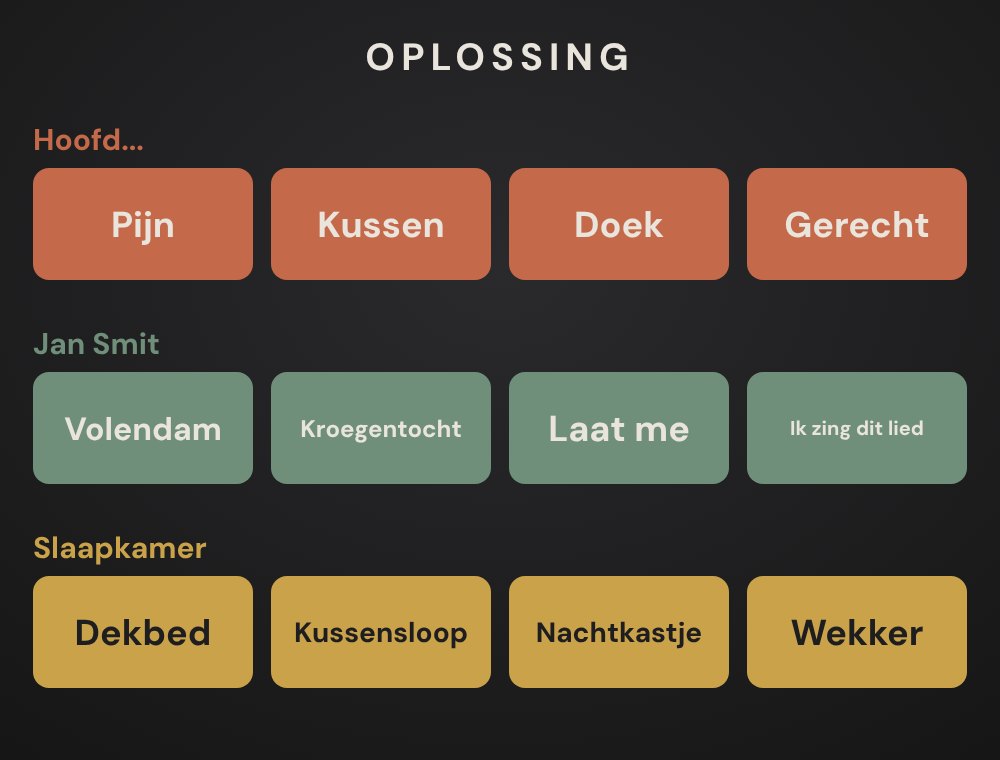 OPLOSSING
Hoofd...
Pijn Kussen Doek Gerecht
Jan Smit
Volendam Kroegentocht Laat me Ik zing dit lied
Slaapkamer
Dekbed Kussensloop Nachtkastje Wekker